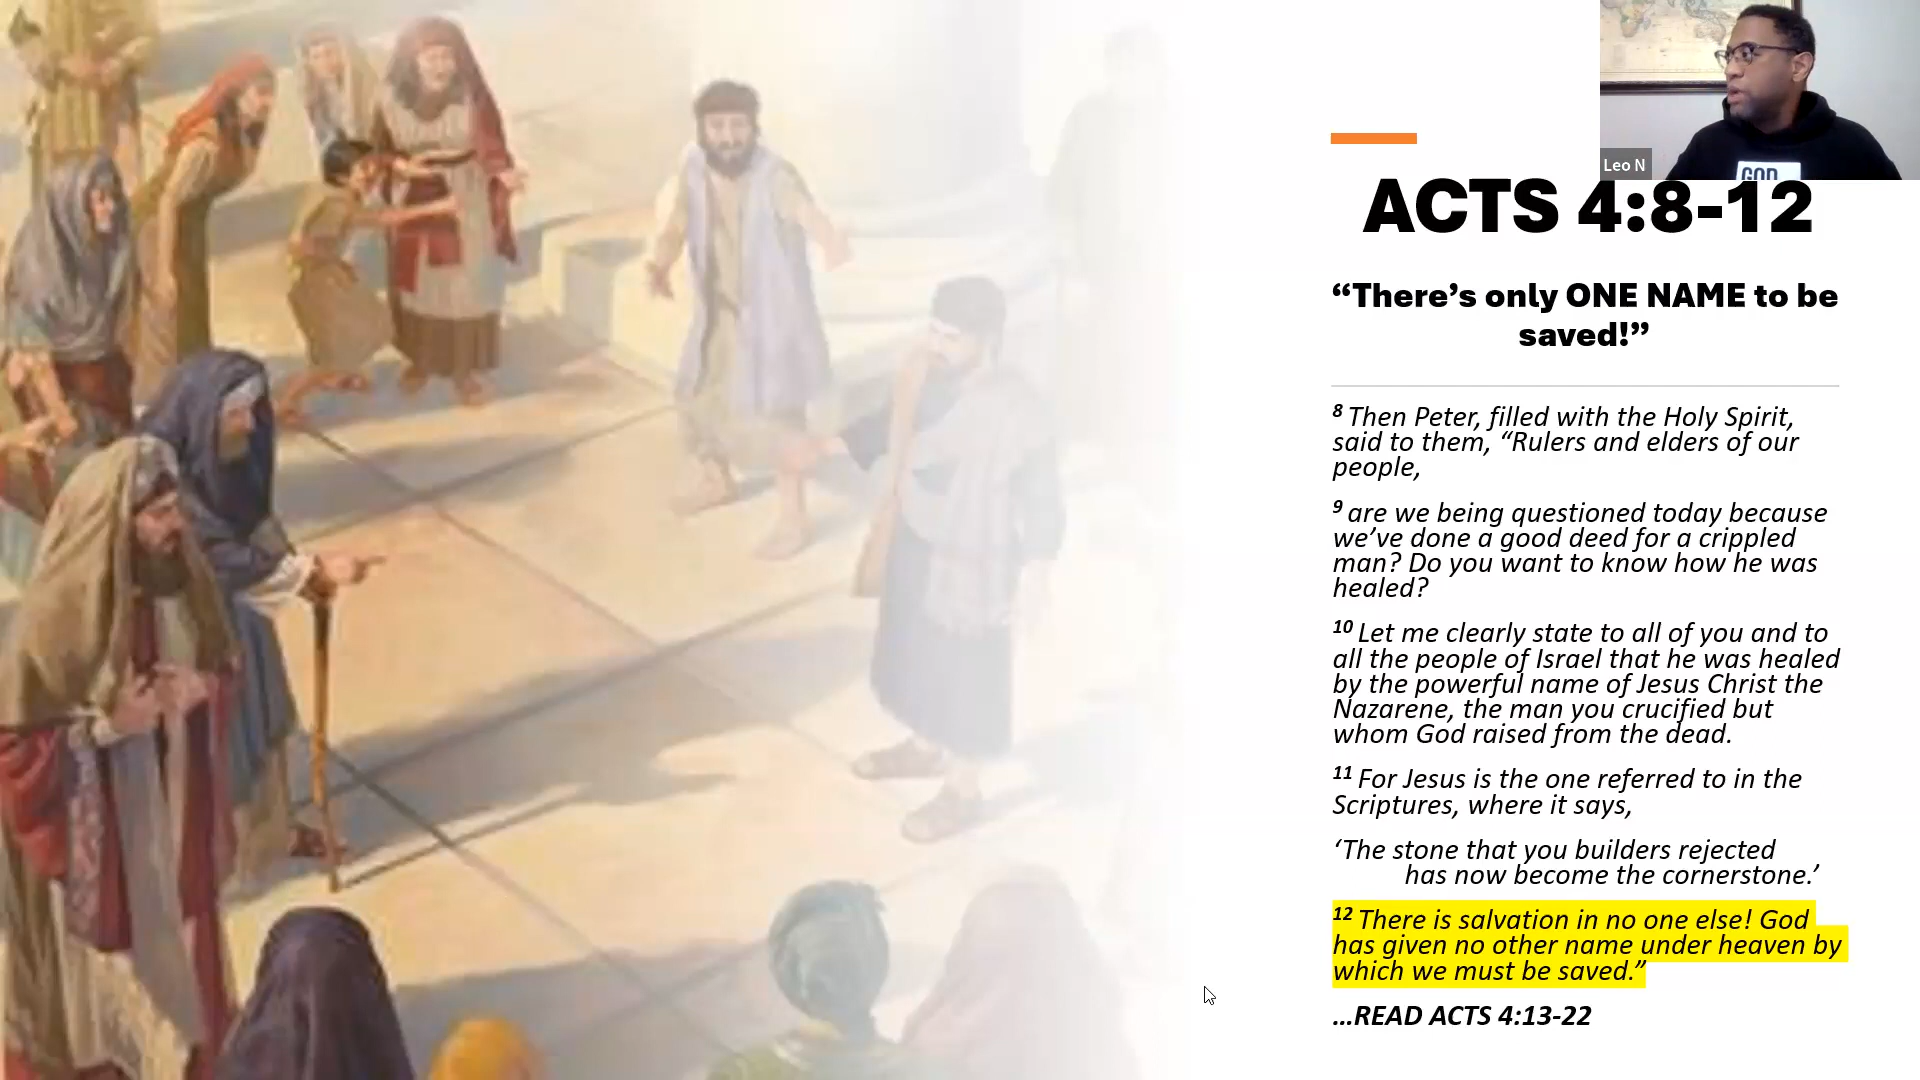 GOD
Leo N
ACTS 4:8-12
“There’s only ONE NAME to be
saved!”
8 Then Peter, filled with the Holy Spirit,
said to them, “Rulers and elders of our
people,
9 are we being questioned today because
we’ve done a good deed for a crippled
man? Do you want to know how he was
healed?
10 Let me clearly state to all of you and to
all the people of Israel that he was healed
by the powerful name of Jesus Christ the
Nazarene, the man you crucified but
whom God raised from the dead.
11 For Jesus is the one referred to in the
Scriptures, where it says,
‘The stone that you builders rejected
has now become the cornerstone.’
12 There is salvation in no one else! God
has given no other name under heaven by
which we must be saved.”
…READ ACTS 4:13-22